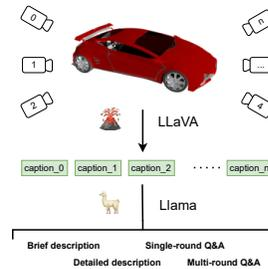 0
n
1
...
2
4
LLaVA
caption_0 caption_1 caption_2 ..... caption_n
Llama
Brief description Single-round Q&A
Detailed description Multi-round Q&A